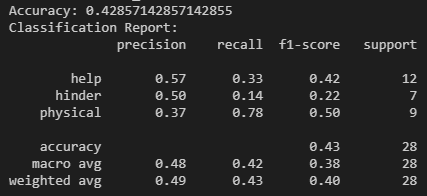 Accuracy: 0.42857142857142855
Classification Report:
precision recall f1-score support
help 0.57 0.33 0.42 12
hinder 0.50 0.14 0.22 7
physical 0.37 0.78 0.50 9
accuracy 0.43 28
macro avg 0.48 0.42 0.38 28
weighted avg 0.49 0.43 0.40 28